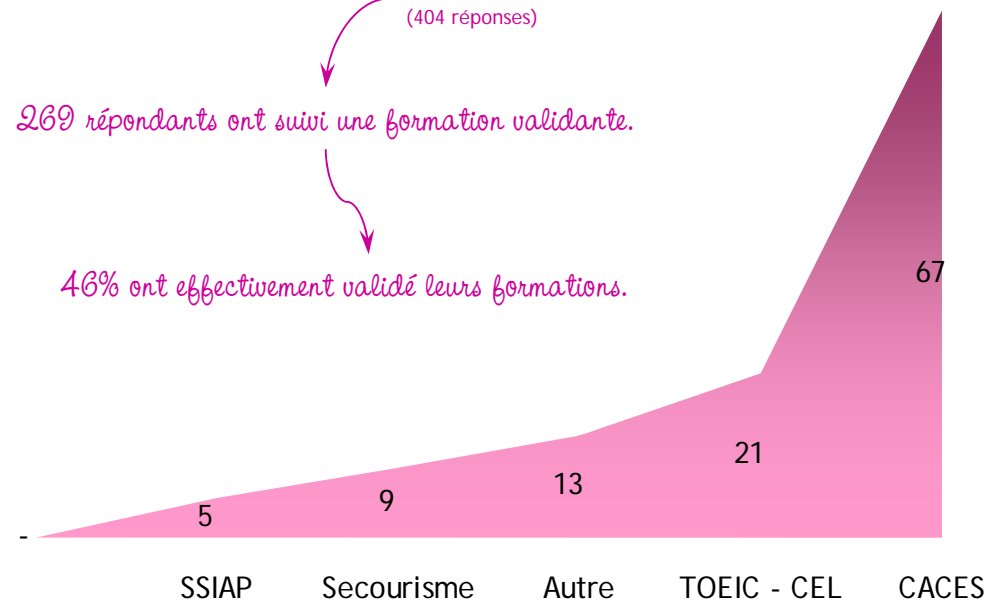 (404 réponses)
269 répondants ont suivi une formation validante.
46% ont effectivement validé leurs formations.
67
21
13
9
5
-
SSIAP Secourisme Autre TOEIC - CEL CACES